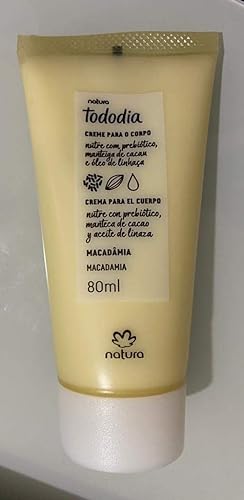 natura
Tododia
CREME PARA O CORPO
nutre com prebiótico,
manteiga de cacau
e óleo de linhaça
CREMA PARA EL CUERPO
nutre con prebiótico,
manteca de cacao
y aceite de linaza
MACADÂMIA
MACADAMIA
80ml
natura